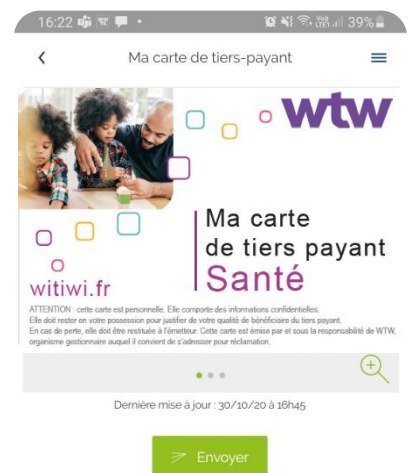 16:22
39%
Ma carte de tiers-payant
wtw
Ma carte
de tiers payant
Santé
witiwi.fr
ATTENTION : cette carte est personnelle. Elle comporte des informations confidentielles.
Elle doit rester en votre possession pour justifier de votre qualité de bénéficiaire du tiers payant.
En cas de perte, elle doit être restituée à l'émetteur. Cette carte est émise par et sous la responsabilité de WTW,
organisme gestionnaire auquel il convient de s'adresser pour réclamation.
Dernière mise à jour : 30/10/20 à 16h45
Envoyer